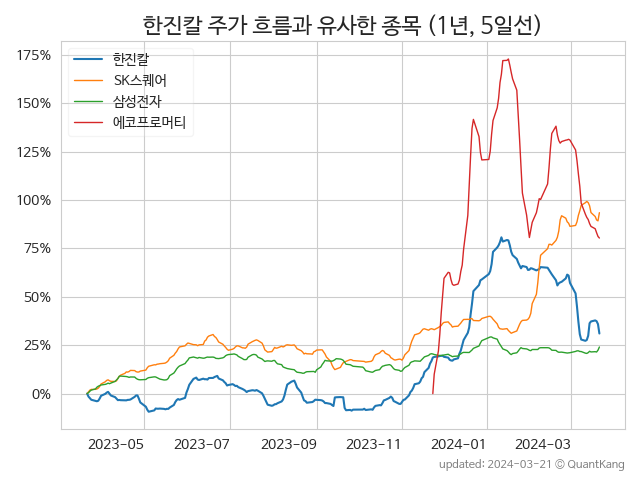 한진칼 주가 흐름과 유사한 종목 (1년, 5일선)
175%
150%
125%
100%
75%
50%
25%
0%
한진칼
SK스퀘어
삼성전자
에코프로머티
2023-05
2023-07
2023-09
2023-11
2024-01
2024-03
updated: 2024-03-21 © QuantKang